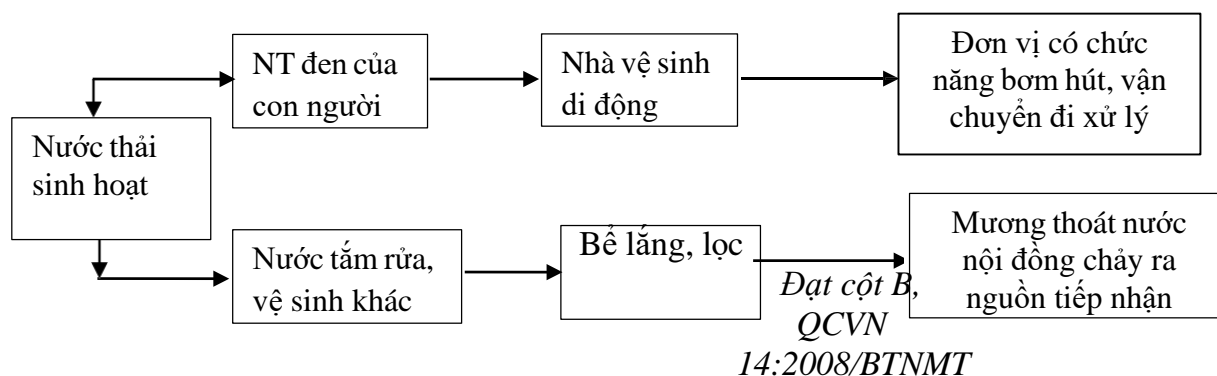 Nước thải
sinh hoạt
NT đen của
con người
Nhà vệ sinh
di động
Đơn vị có chức
năng bơm hút, vận
chuyển đi xử lý
Nước tắm rửa,
vệ sinh khác
Bể lắng, lọc
Đạt cột B,
QCVN
14:2008/BTNMT
Mương thoát nước
nội đồng chảy ra
nguồn tiếp nhận